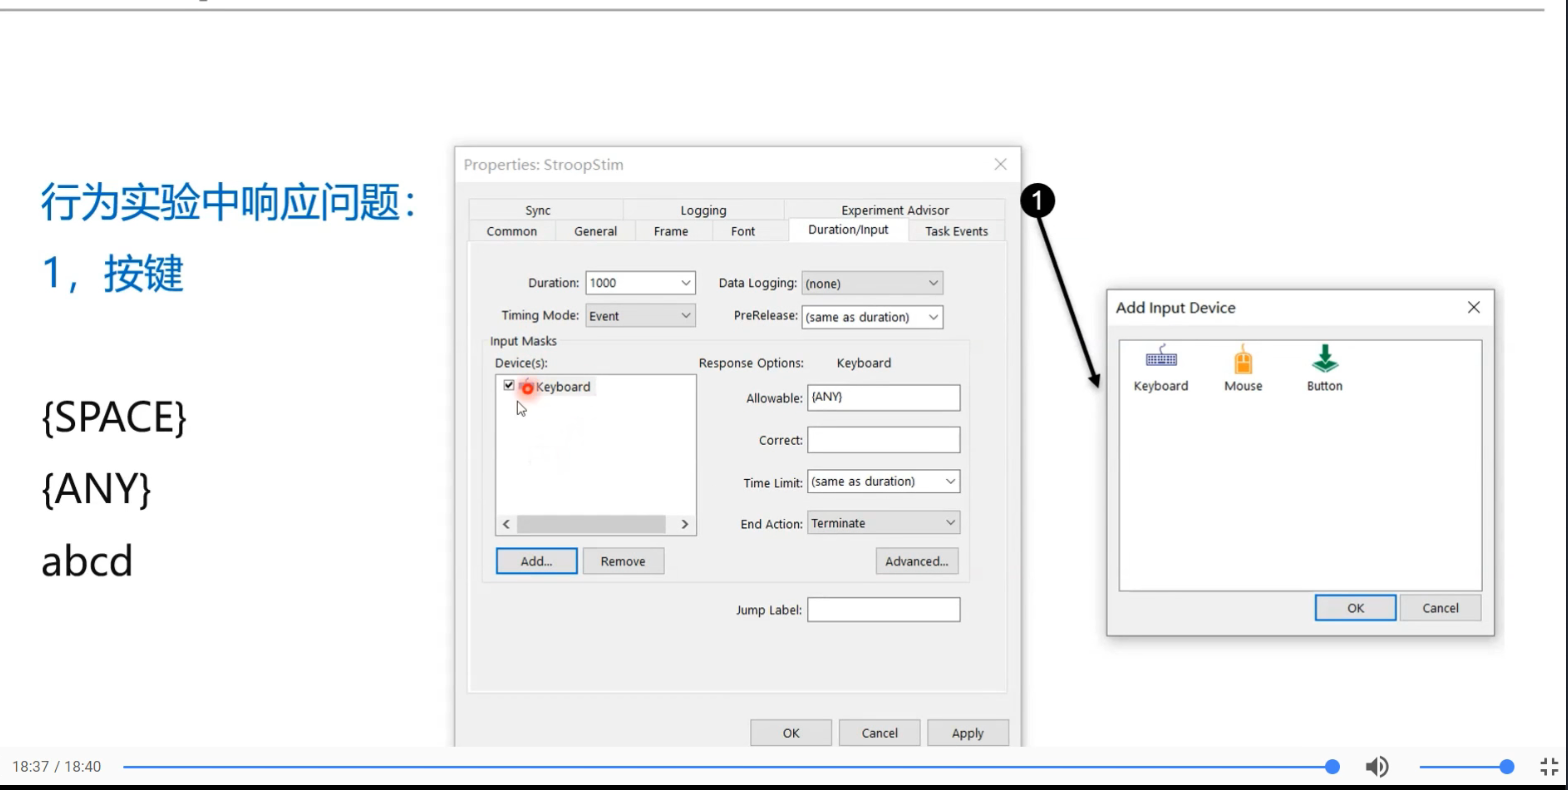 行为实验中响应问题：
1，按键
{SPACE}
{ANY}
abcd
Properties: StroopStim
Sync Logging Experiment Advisor
Common General Frame Font Duration/Input Task Events
Duration: 1000 Data Logging: (none)
Timing Mode: Event PreRelease: (same as duration)
Input Masks
Device(s): Response Options: Keyboard
Keyboard
Allowable: {ANY}
Correct:
Time Limit: (same as duration)
End Action: Terminate
Add... Remove Advanced...
Jump Label:
OK Cancel Apply
1
Add Input Device
Keyboard Mouse Button
OK Cancel
18:37 / 18:40